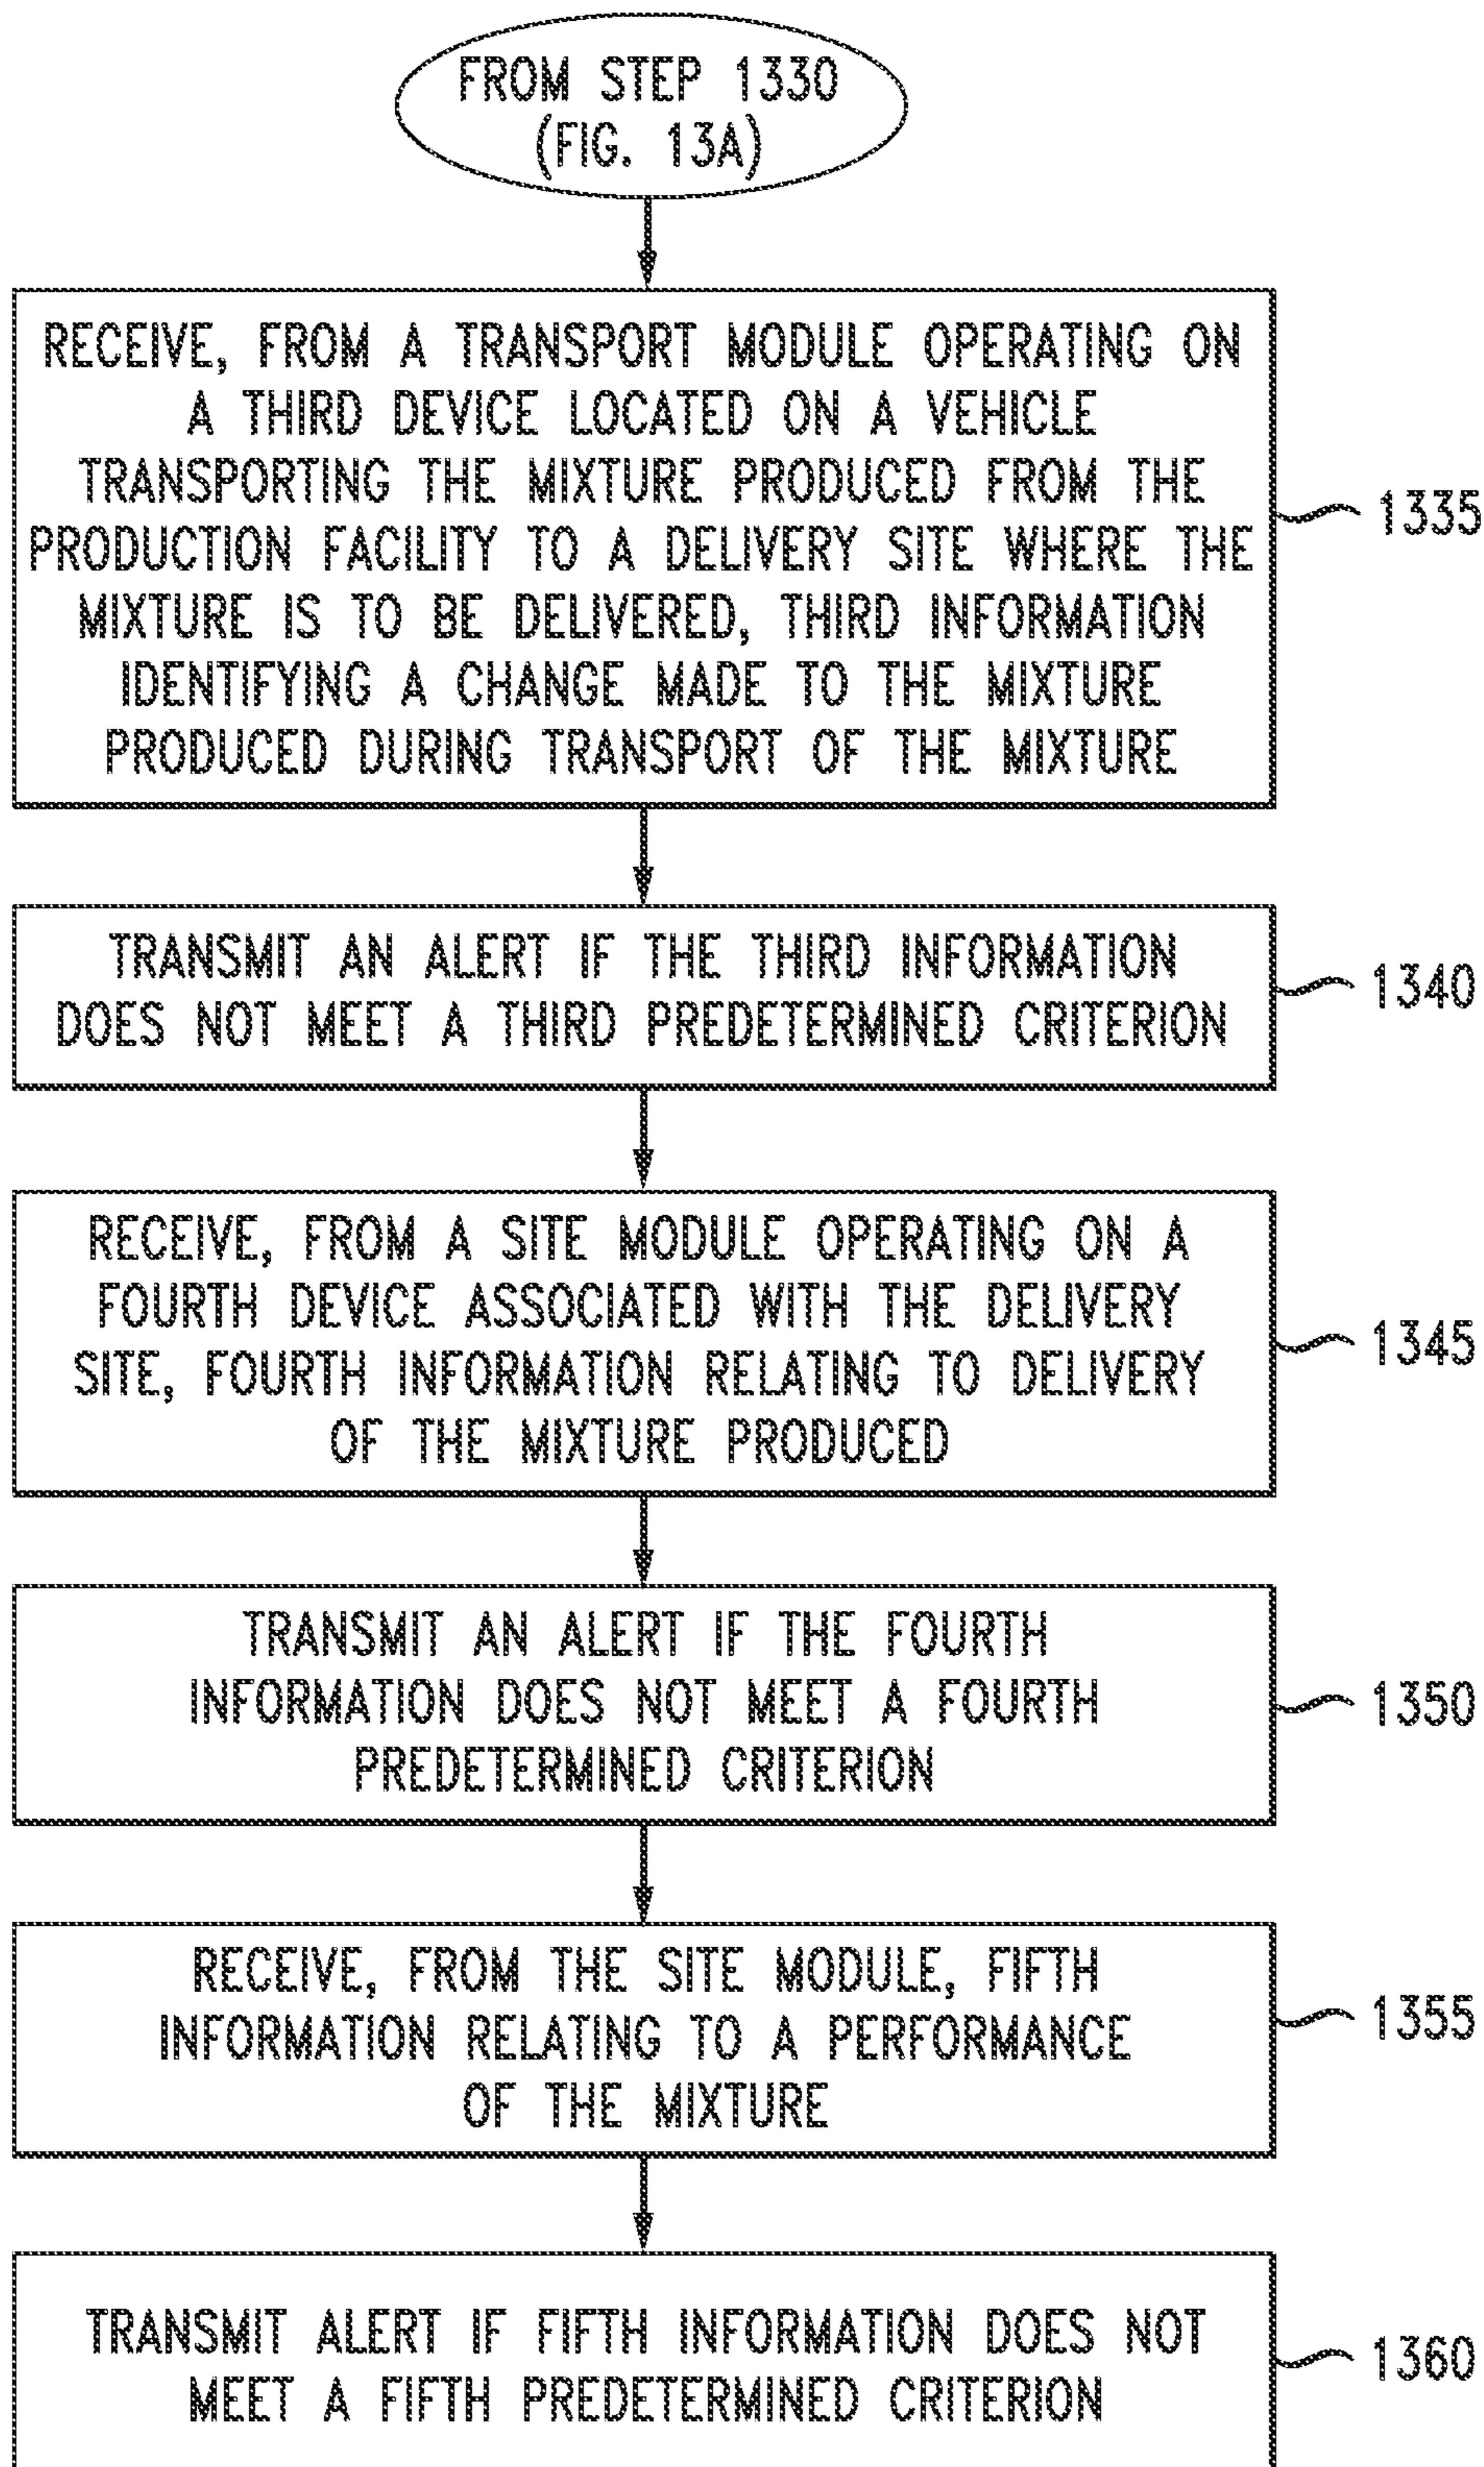 FROM STEP 1330
(FIG. 13A)
RECEIVE, FROM A TRANSPORT MODULE OPERATING ON
A THIRD DEVICE LOCATED ON A VEHICLE
TRANSPORTING THE MIXTURE PRODUCED FROM THE
PRODUCTION FACILITY TO A DELIVERY SITE WHERE THE
MIXTURE IS TO BE DELIVERED, THIRD INFORMATION
IDENTIFYING A CHANGE MADE TO THE MIXTURE
PRODUCED DURING TRANSPORT OF THE MIXTURE
1335
TRANSMIT AN ALERT IF THE THIRD INFORMATION
DOES NOT MEET A THIRD PREDETERMINED CRITERION
1340
RECEIVE, FROM A SITE MODULE OPERATING ON A
FOURTH DEVICE ASSOCIATED WITH THE DELIVERY
SITE, FOURTH INFORMATION RELATING TO DELIVERY
OF THE MIXTURE PRODUCED
1345
TRANSMIT AN ALERT IF THE FOURTH
INFORMATION DOES NOT MEET A FOURTH
PREDETERMINED CRITERION
1350
RECEIVE, FROM THE SITE MODULE, FIFTH
INFORMATION RELATING TO A PERFORMANCE
OF THE MIXTURE
1355
TRANSMIT ALERT IF FIFTH INFORMATION DOES NOT
MEET A FIFTH PREDETERMINED CRITERION
1360